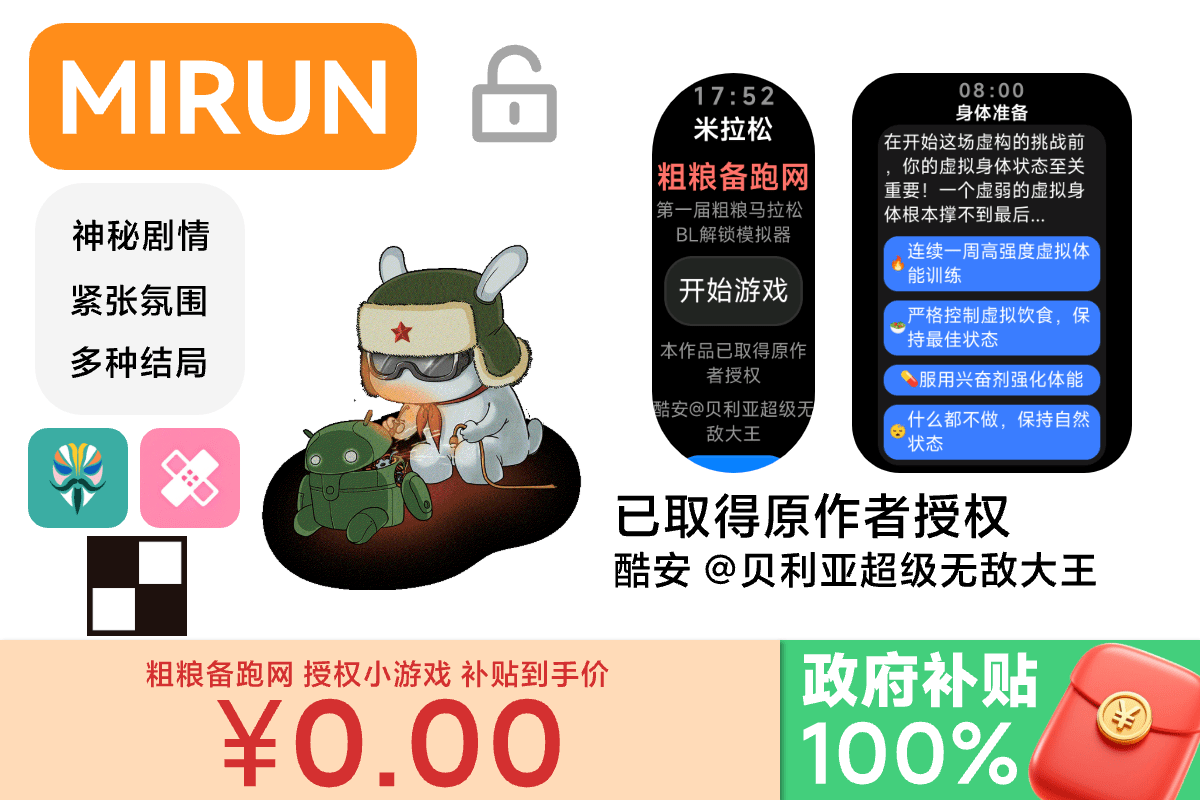 MIRUN
神秘剧情
紧张氛围
多种结局
17:52
米拉松
粗粮备跑网
第一届粗粮马拉松
BL解锁模拟器
开始游戏
本作品已取得原作
者授权
酷安@贝利亚超级无
敌大王
08:00
身体准备
在开始这场虚构的挑战前
，你的虚拟身体状态至关
重要！一个虚弱的虚拟身
体根本撑不到最后...
🔥连续一周高强度虚拟体
能训练
🥗严格控制虚拟饮食，保
持最佳状态
💊服用兴奋剂强化体能
😴什么都不做，保持自然
状态
已取得原作者授权
酷安 @贝利亚超级无敌大王
粗粮备跑网 授权小游戏 补贴到手价
¥0.00
政府补贴
100%
¥